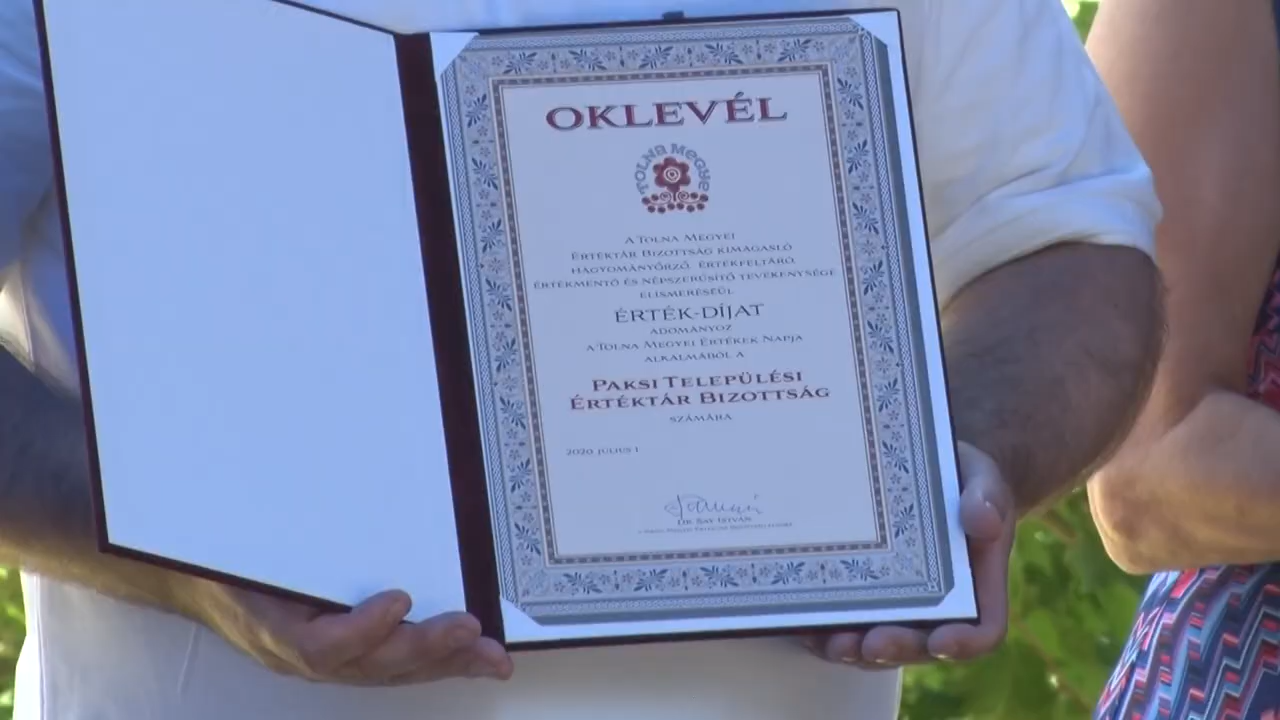 OKLEVÉL
TOLNA MEGYE
A TOLNA MEGYEI
ÉRTÉKTÁR BIZOTTSÁG KIMAGASLÓ
HAGYOMÁNYŐRZŐ, ÉRTÉKFELTÁRÓ,
ÉRTÉKMENTŐ ÉS NÉPSZERŰSÍTŐ TEVÉKENYSÉGE
ELISMERÉSÉÜL
ÉRTÉK-DÍJAT
ADOMÁNYOZ
A TOLNA MEGYEI ÉRTÉKEK NAPJA
ALKALMÁBÓL A
PAKSI TELEPÜLÉSI
ÉRTÉKTÁR BIZOTTSÁG
SZÁMÁRA
2020. JÚLIUS 1.
DR. SAY ISTVÁN